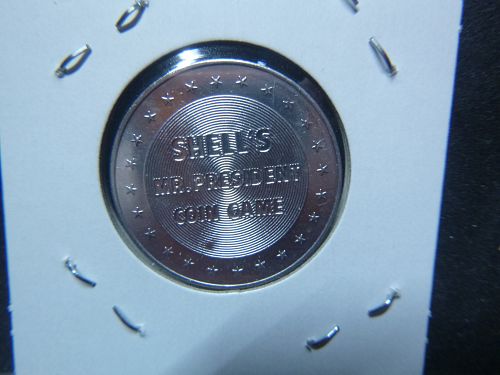 SHELL'S
MR. PRESIDENT
COIN GAME